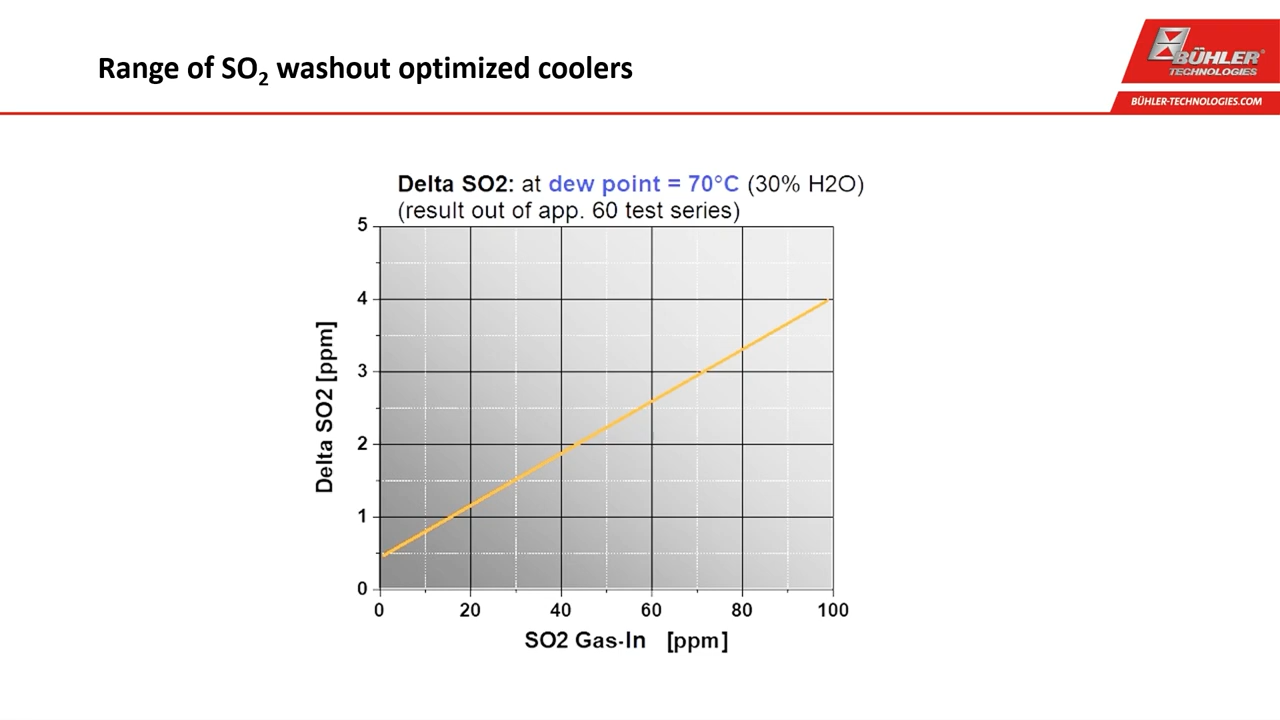 Range of SO₂ washout optimized coolers
BÜHLER®
TECHNOLOGIES
BÜHLER-TECHNOLOGIES.COM
Delta SO2: at dew point = 70°C (30% H2O)
(result out of app. 60 test series)
5
4
3
2
1
0
Delta SO2 [ppm]
0 20 40 60 80 100
SO2 Gas-In [ppm]